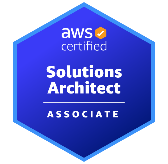 aws
certified
Solutions
Architect
ASSOCIATE